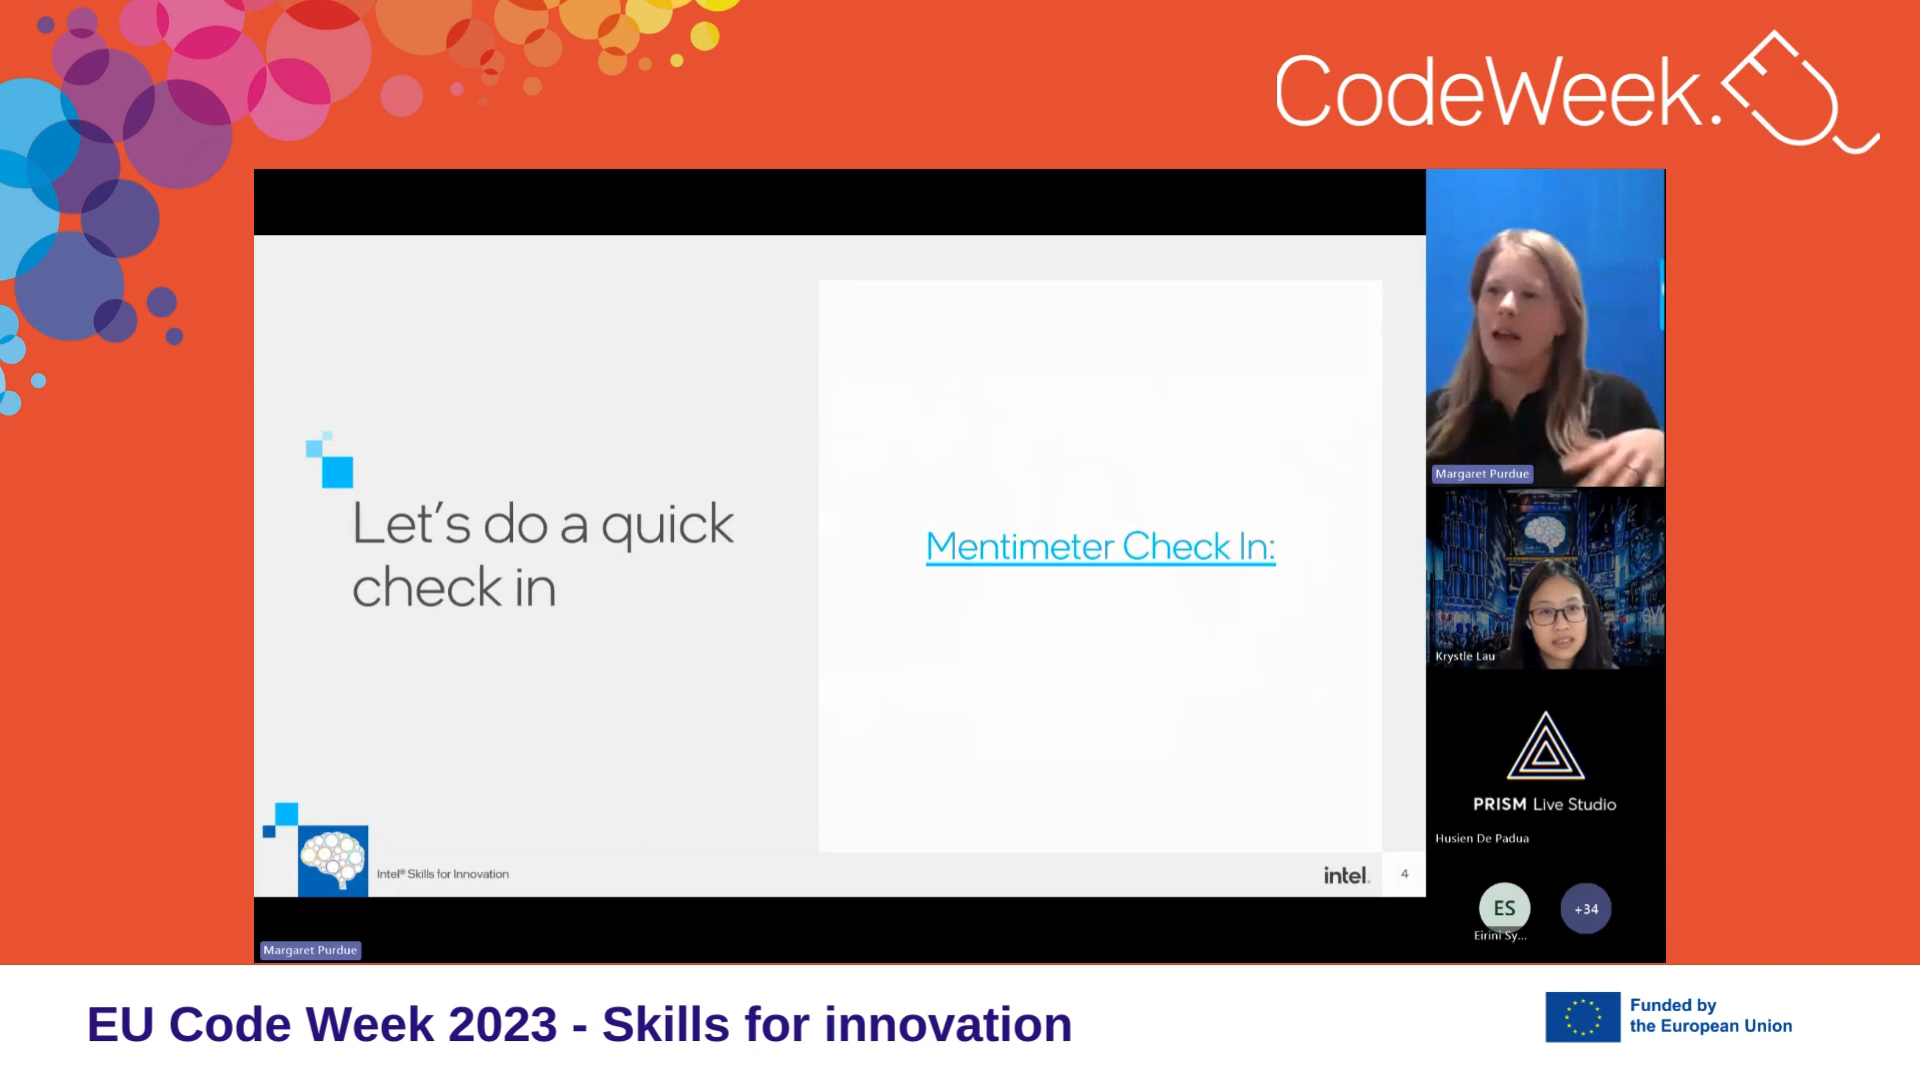 CodeWeek.
Let's do a quick
check in
Mentimeter Check In:
Intel® Skills for Innovation
intel.
4
Margaret Purdue
Margaret Purdue
Krystle Lau
PRISM Live Studio
Husien De Padua
ES
+34
Eirini Sy...
EU Code Week 2023 - Skills for innovation
Funded by
the European Union